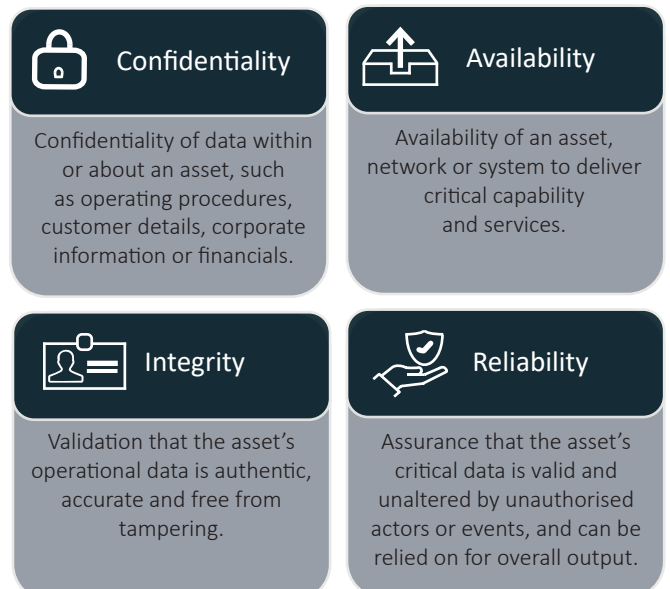 Confidentiality
Confidentiality of data within
or about an asset, such
as operating procedures,
customer details, corporate
information or financials.
Availability
Availability of an asset,
network or system to deliver
critical capability
and services.
Integrity
Validation that the asset’s
operational data is authentic,
accurate and free from
tampering.
Reliability
Assurance that the asset’s
critical data is valid and
unaltered by unauthorised
actors or events, and can be
relied on for overall output.